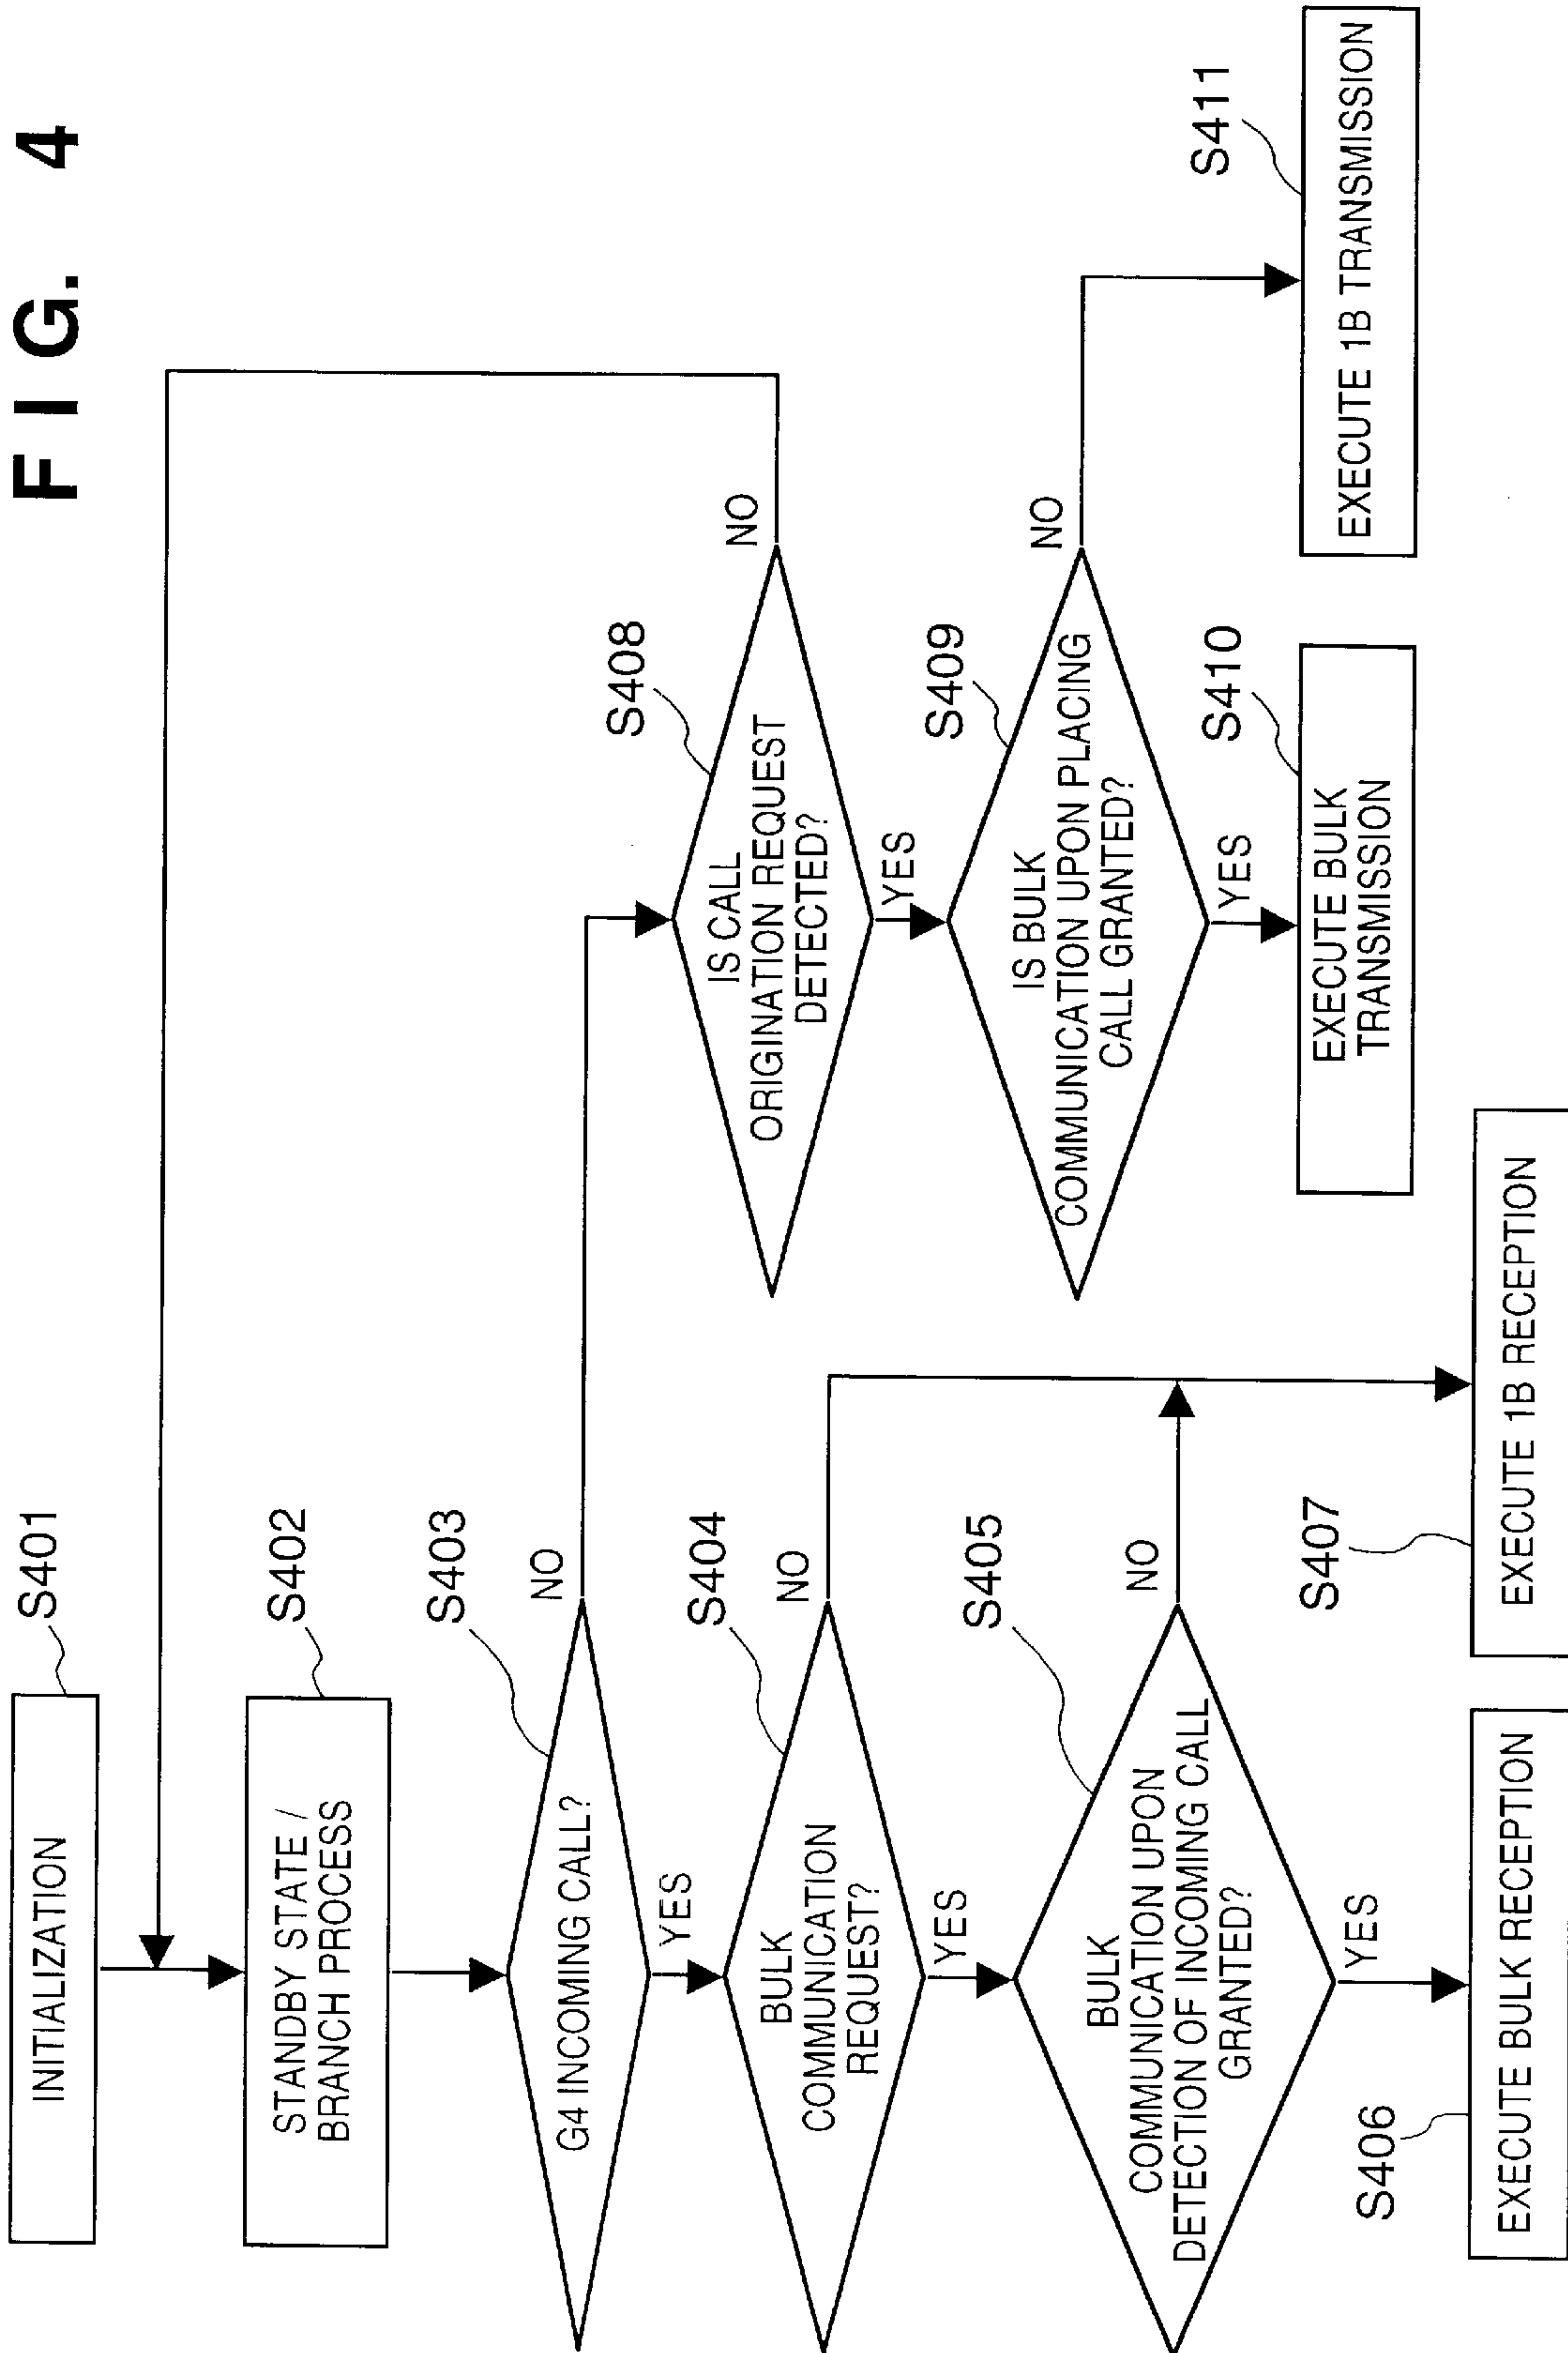 FIG. 4
INITIALIZATION
S401
STANDBY STATE /
BRANCH PROCESS
S402
G4 INCOMING CALL?
S403
NO
YES
BULK
COMMUNICATION
REQUEST?
S404
NO
YES
BULK
COMMUNICATION UPON
DETECTION OF INCOMING CALL
GRANTED?
S405
NO
YES
S406
EXECUTE BULK RECEPTION
S407
EXECUTE 1B RECEPTION
IS CALL
ORIGINATION REQUEST
DETECTED?
S408
NO
YES
IS BULK
COMMUNICATION UPON PLACING
CALL GRANTED?
S409
NO
YES
S410
EXECUTE BULK
TRANSMISSION
S411
EXECUTE 1B TRANSMISSION